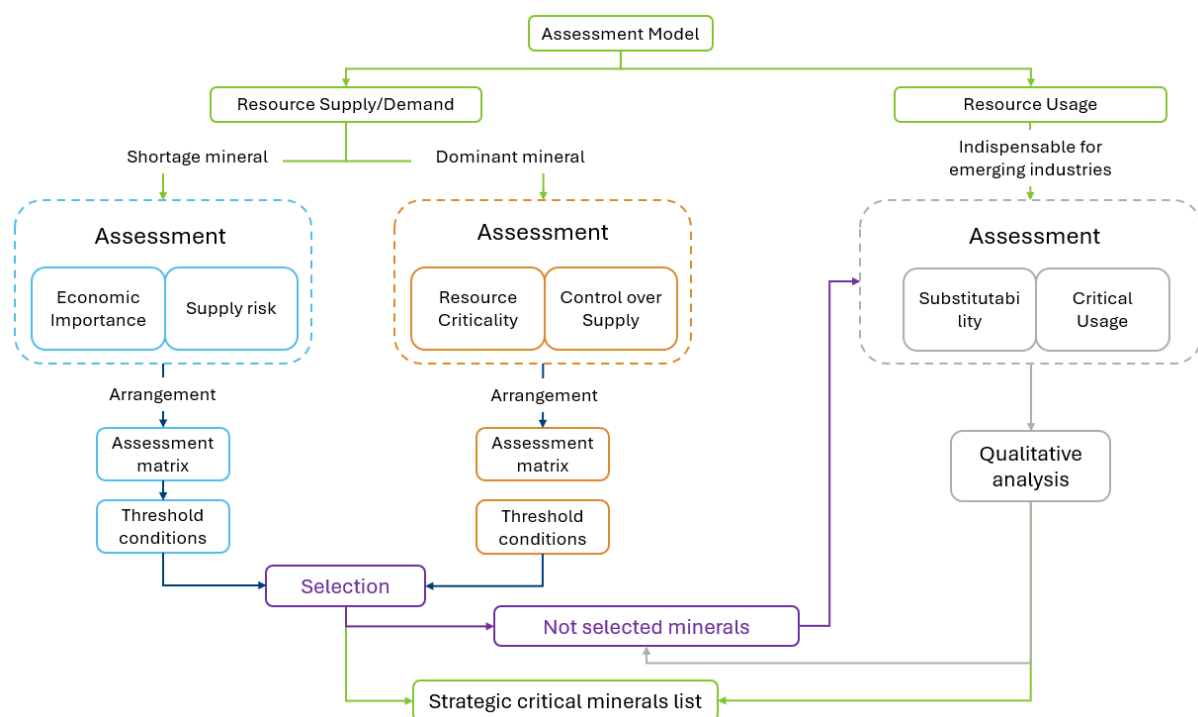 Assessment Model
Resource Supply/Demand
Resource Usage
Shortage mineral
Dominant mineral
Indispensable for
emerging industries
Assessment
Economic
Importance
Supply risk
Assessment
Resource
Criticality
Control over
Supply
Assessment
Substitutabi
lity
Critical
Usage
Arrangement
Arrangement
Assessment
matrix
Assessment
matrix
Qualitative
analysis
Threshold
conditions
Threshold
conditions
Selection
Not selected minerals
Strategic critical minerals list